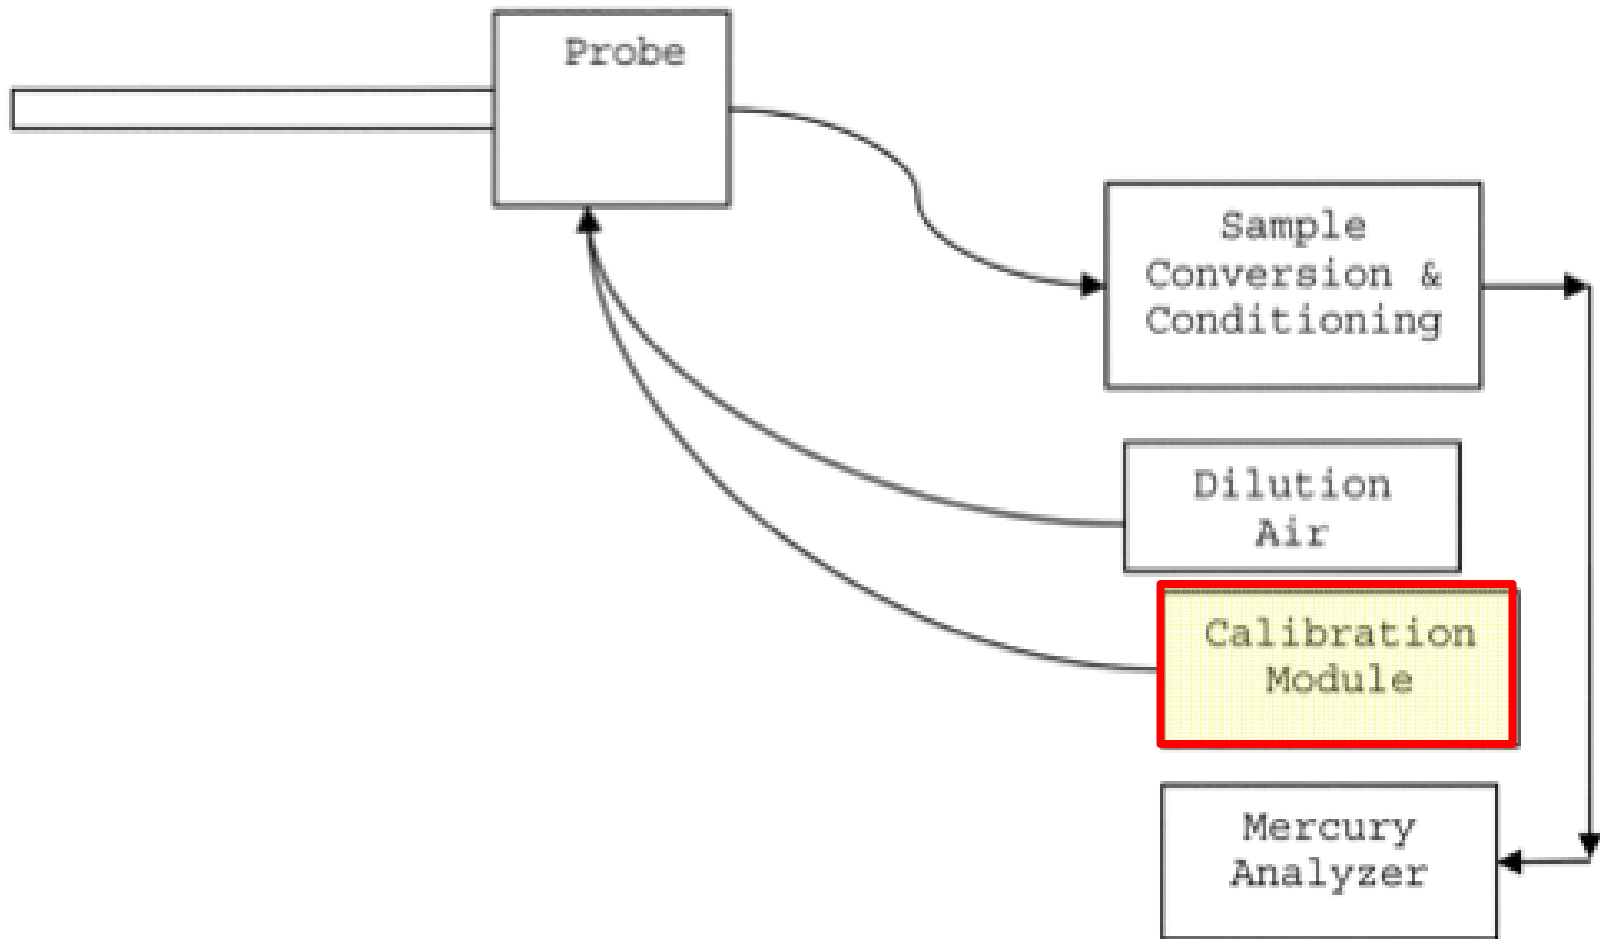 Probe
Sample
Conversion &
Conditioning
Dilution
Air
Calibration
Module
Mercury
Analyzer